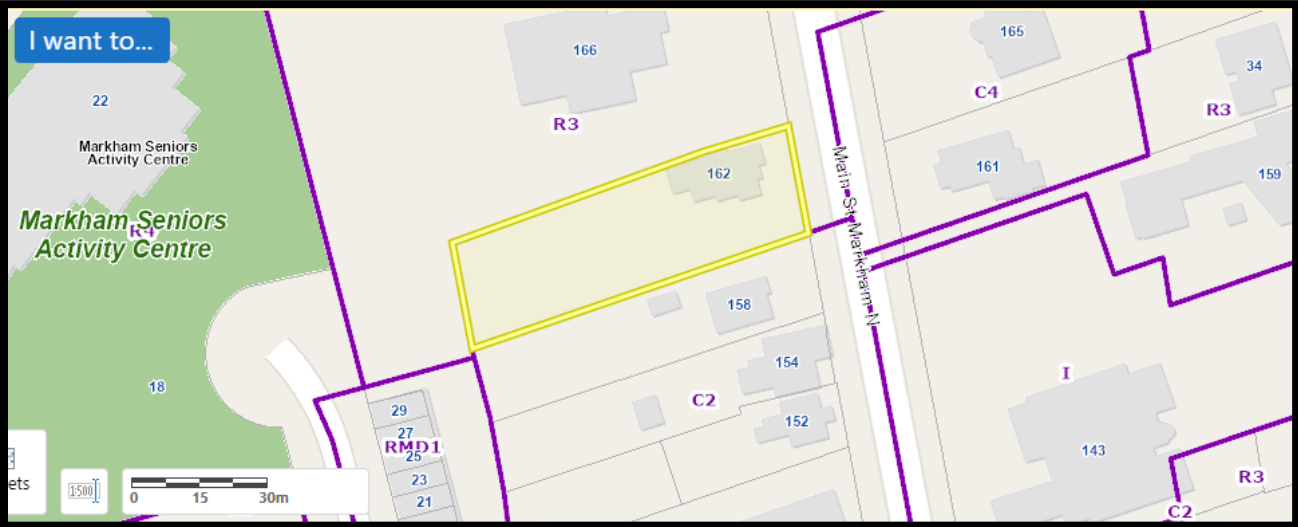 I want to...
166
165
34
22
C4
R3
R3
Markham Seniors
Activity Centre
161
162
159
Main St Markham N
Markham Seniors
Activity Centre
R4
158
154
I
18
C2
29
152
27
RMD1
25
143
23
21
R3
C2
ets
1:500
0 15 30m